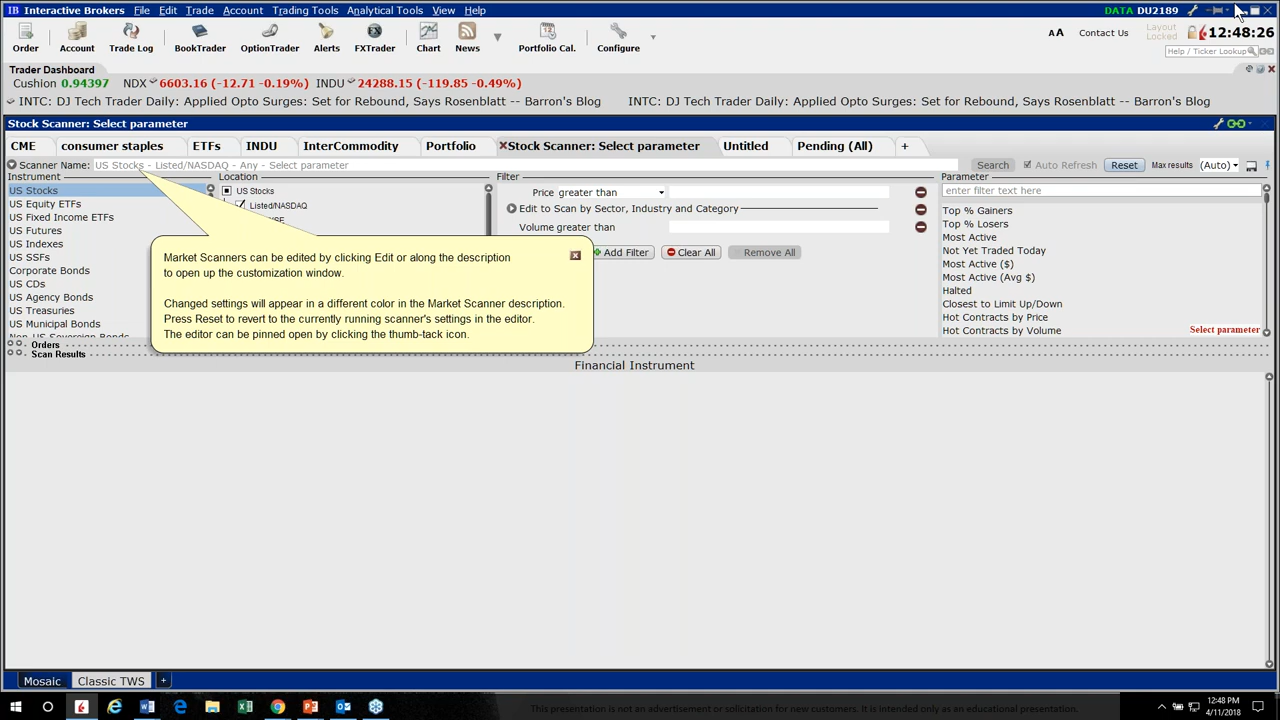 IB Interactive Brokers File Edit Trade Account Trading Tools Analytical Tools View Help DATA DU2189
Order Account Trade Log BookTrader OptionTrader Alerts FXTrader Chart News Portfolio Cal. Configure
AA Contact Us Layout Locked 12:48:26
Help / Ticker Lookup
Trader Dashboard
Cushion 0.94397 NDX 6603.16 (-12.71 -0.19%) INDU 24288.15 (-119.85 -0.49%)
INTC: DJ Tech Trader Daily: Applied Opto Surges: Set for Rebound, Says Rosenblatt -- Barron's Blog INTC: DJ Tech Trader Daily: Applied Opto Surges: Set for Rebound, Says Rosenblatt -- Barron's Blog
Stock Scanner: Select parameter
CME consumer staples ETFs INDU InterCommodity Portfolio Stock Scanner: Select parameter Untitled Pending (All) +
Scanner Name: US Stocks - Listed/NASDAQ - Any - Select parameter Search Auto Refresh Reset Max results (Auto)
Instrument Location Filter Parameter
US Stocks
US Equity ETFs
US Fixed Income ETFs
US Futures
US Indexes
US SSFs
Corporate Bonds
US CDs
US Agency Bonds
US Treasuries
US Municipal Bonds
Non-US Sovereign Bonds
US Stocks
Listed/NASDAQ
Price greater than
Edit to Scan by Sector, Industry and Category
Volume greater than
Add Filter Clear All Remove All
enter filter text here
Top % Gainers
Top % Losers
Most Active
Not Yet Traded Today
Most Active ($)
Most Active (Avg $)
Halted
Closest to Limit Up/Down
Hot Contracts by Price
Hot Contracts by Volume
Select parameter
Market Scanners can be edited by clicking Edit or along the description
to open up the customization window.
Changed settings will appear in a different color in the Market Scanner description.
Press Reset to revert to the currently running scanner's settings in the editor.
The editor can be pinned open by clicking the thumb-tack icon.
Orders
Scan Results
Financial Instrument
Mosaic Classic TWS +
This presentation is not an advertisement or solicitation for new customers. It is intended only as an educational presentation.
12:48 PM
4/11/2018